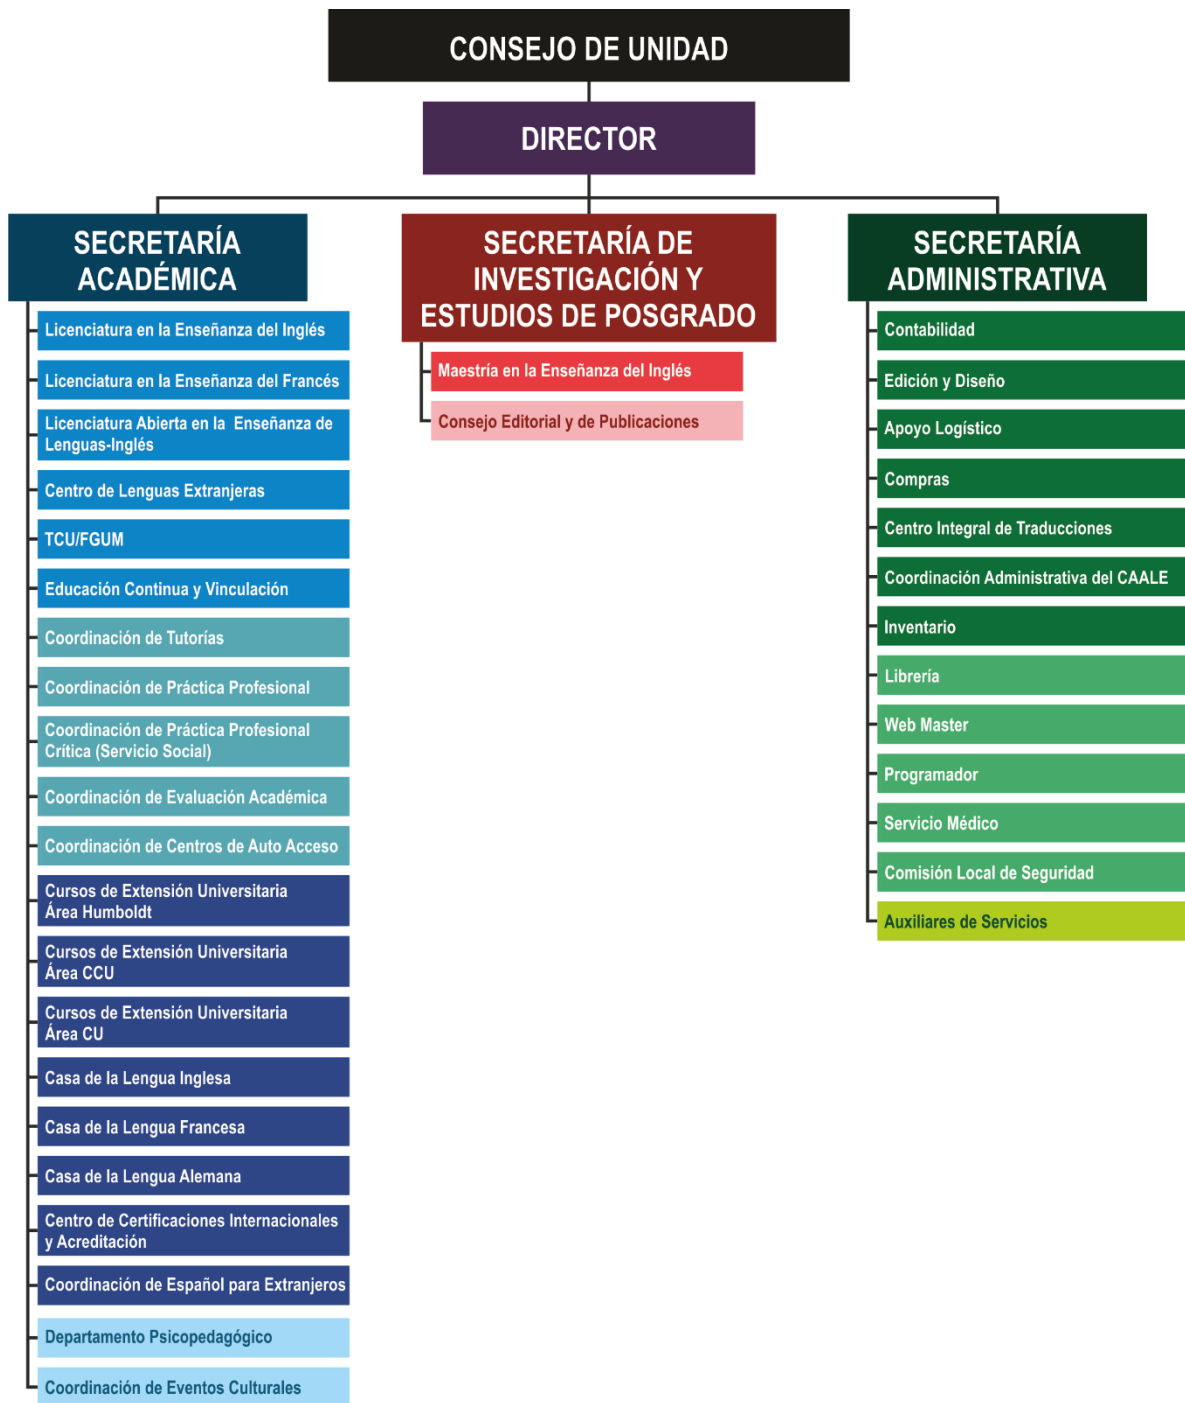 CONSEJO DE UNIDAD
DIRECTOR
SECRETARÍA
ACADÉMICA
Licenciatura en la Enseñanza del Inglés
Licenciatura en la Enseñanza del Francés
Licenciatura Abierta en la Enseñanza de
Lenguas-Inglés
Centro de Lenguas Extranjeras
TCU/FGUM
Educación Continua y Vinculación
Coordinación de Tutorías
Coordinación de Práctica Profesional
Coordinación de Práctica Profesional
Crítica (Servicio Social)
Coordinación de Evaluación Académica
Coordinación de Centros de Auto Acceso
Cursos de Extensión Universitaria
Área Humboldt
Cursos de Extensión Universitaria
Área CCU
Cursos de Extensión Universitaria
Área CU
Casa de la Lengua Inglesa
Casa de la Lengua Francesa
Casa de la Lengua Alemana
Centro de Certificaciones Internacionales
y Acreditación
Coordinación de Español para Extranjeros
Departamento Psicopedagógico
Coordinación de Eventos Culturales
SECRETARÍA DE
INVESTIGACIÓN Y
ESTUDIOS DE POSGRADO
Maestría en la Enseñanza del Inglés
Consejo Editorial y de Publicaciones
SECRETARÍA
ADMINISTRATIVA
Contabilidad
Edición y Diseño
Apoyo Logístico
Compras
Centro Integral de Traducciones
Coordinación Administrativa del CAALE
Inventario
Librería
Web Master
Programador
Servicio Médico
Comisión Local de Seguridad
Auxiliares de Servicios